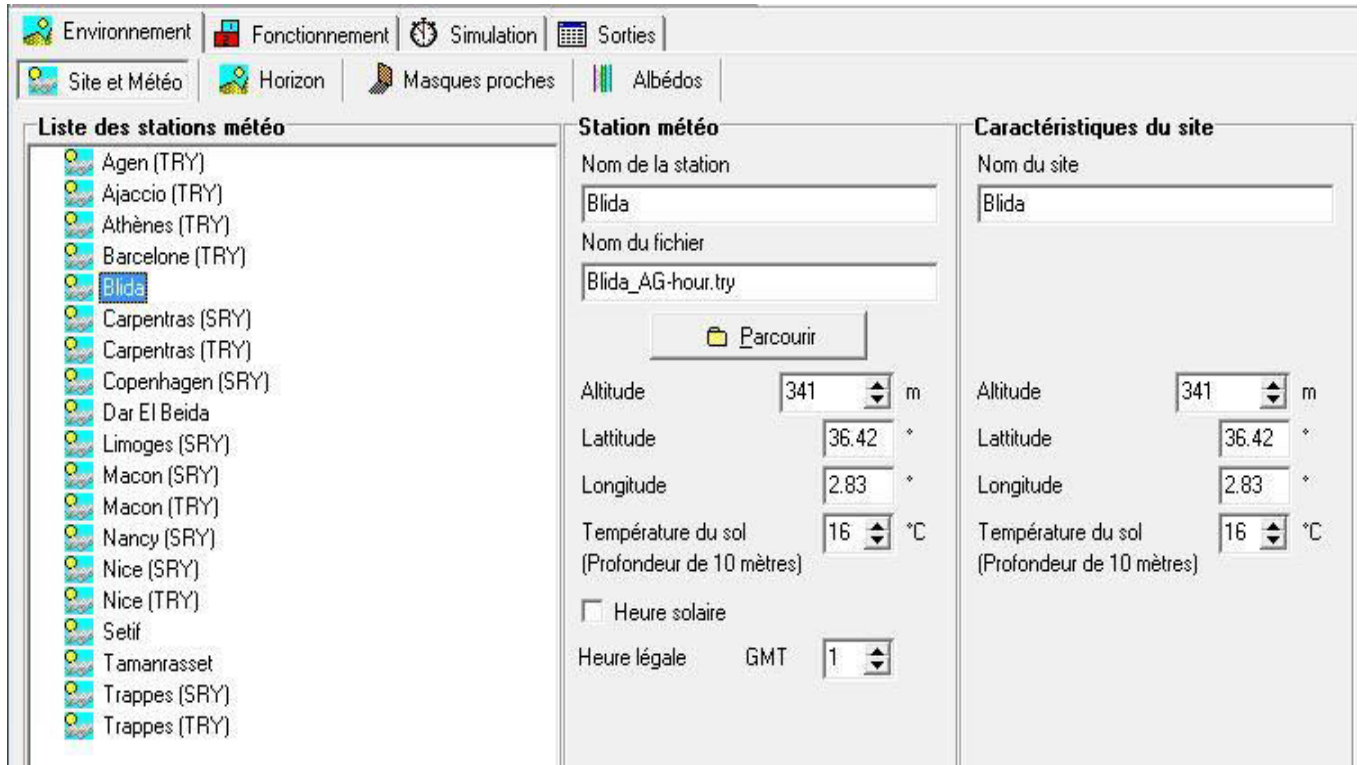 Environnement Fonctionnement Simulation Sorties
Site et Météo Horizon Masques proches Albédos
Liste des stations météo
Agen (TRY)
Ajaccio (TRY)
Athènes (TRY)
Barcelone (TRY)
Blida
Carpentras (SRY)
Carpentras (TRY)
Copenhagen (SRY)
Dar El Beida
Limoges (SRY)
Macon (SRY)
Macon (TRY)
Nancy (SRY)
Nice (SRY)
Nice (TRY)
Setif
Tamanrasset
Trappes (SRY)
Trappes (TRY)
Station météo
Nom de la station
Blida
Nom du fichier
Blida_AG-hour.try
Parcourir
Altitude 341 m
Lattitude 36.42 °
Longitude 2.83 °
Température du sol 16 °C
(Profondeur de 10 mètres)
Heure solaire
Heure légale GMT 1
Caractéristiques du site
Nom du site
Blida
Altitude 341 m
Lattitude 36.42 °
Longitude 2.83 °
Température du sol 16 °C
(Profondeur de 10 mètres)